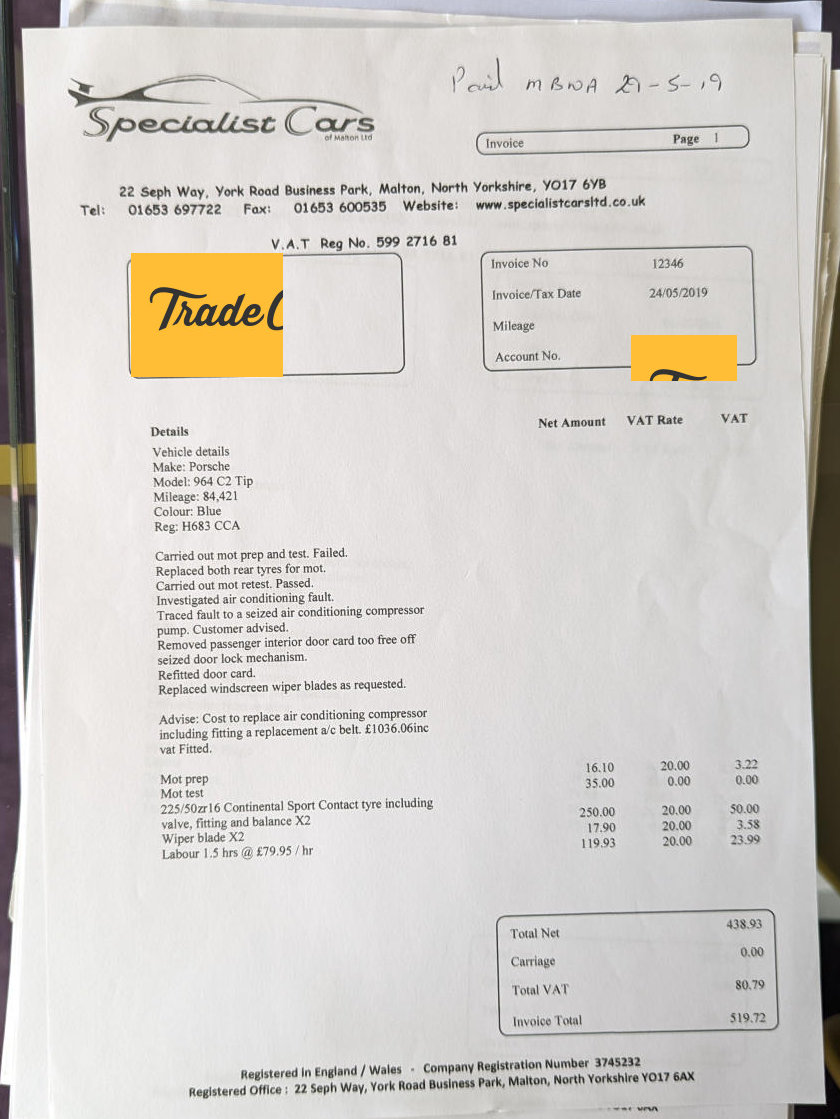 Paid MBNA 29-5-19
Specialist Cars
of Malton Ltd
Invoice Page 1
22 Seph Way, York Road Business Park, Malton, North Yorkshire, YO17 6YB
Tel: 01653 697722 Fax: 01653 600535 Website: www.specialistcarsltd.co.uk
V.A.T Reg No. 599 2716 81
Trade
Invoice No 12346
Invoice/Tax Date 24/05/2019
Mileage
Account No.
Details Net Amount VAT Rate VAT
Vehicle details
Make: Porsche
Model: 964 C2 Tip
Mileage: 84,421
Colour: Blue
Reg: H683 CCA
Carried out mot prep and test. Failed.
Replaced both rear tyres for mot.
Carried out mot retest. Passed.
Investigated air conditioning fault.
Traced fault to a seized air conditioning compressor
pump. Customer advised.
Removed passenger interior door card too free off
seized door lock mechanism.
Refitted door card.
Replaced windscreen wiper blades as requested.
Advise: Cost to replace air conditioning compressor
including fitting a replacement a/c belt. £1036.06inc
vat Fitted.
Mot prep 16.10 20.00 3.22
Mot test 35.00 0.00 0.00
225/50zr16 Continental Sport Contact tyre including
valve, fitting and balance X2 250.00 20.00 50.00
Wiper blade X2 17.90 20.00 3.58
Labour 1.5 hrs @ £79.95 / hr 119.93 20.00 23.99
Total Net 438.93
Carriage 0.00
Total VAT 80.79
Invoice Total 519.72
Registered in England / Wales - Company Registration Number 3745232
Registered Office : 22 Seph Way, York Road Business Park, Malton, North Yorkshire YO17 6AX